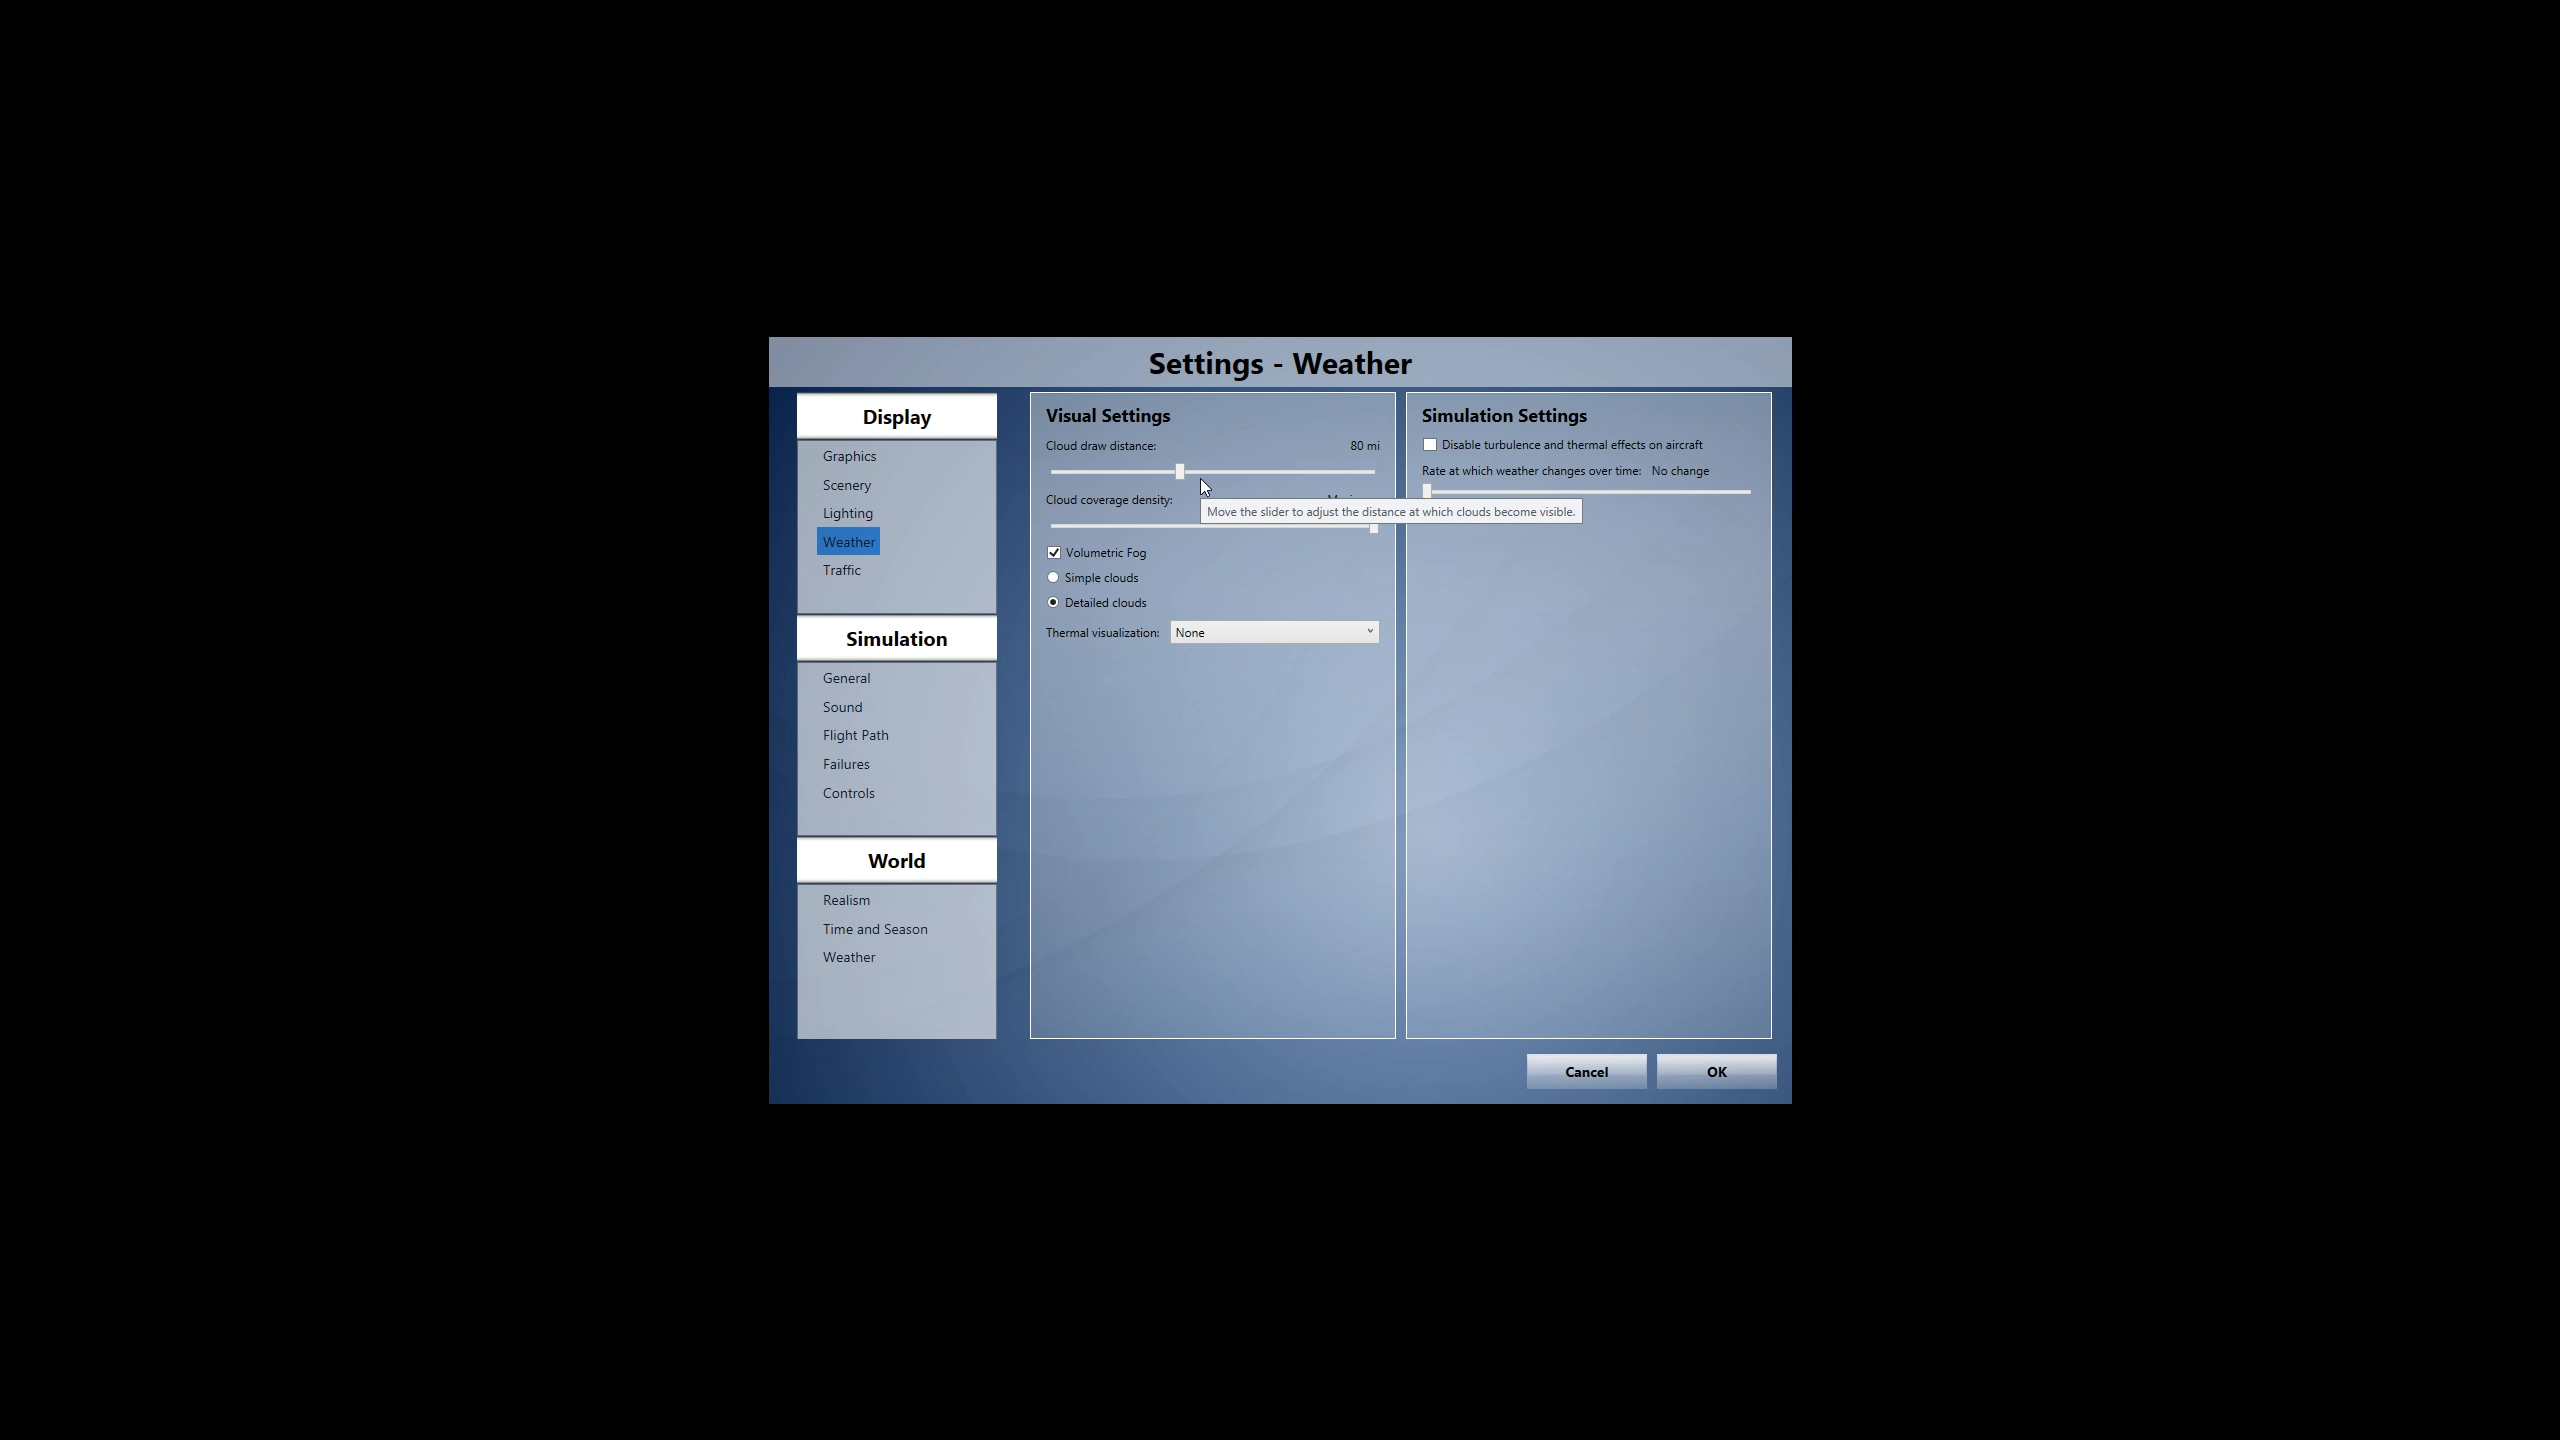 Settings - Weather
Display
Graphics
Scenery
Lighting
Weather
Traffic
Simulation
General
Sound
Flight Path
Failures
Controls
World
Realism
Time and Season
Weather
Visual Settings
Cloud draw distance: 80 mi
Cloud coverage density:
Move the slider to adjust the distance at which clouds become visible.
Volumetric Fog
Simple clouds
Detailed clouds
Thermal visualization: None
Simulation Settings
Disable turbulence and thermal effects on aircraft
Rate at which weather changes over time: No change
Cancel
OK